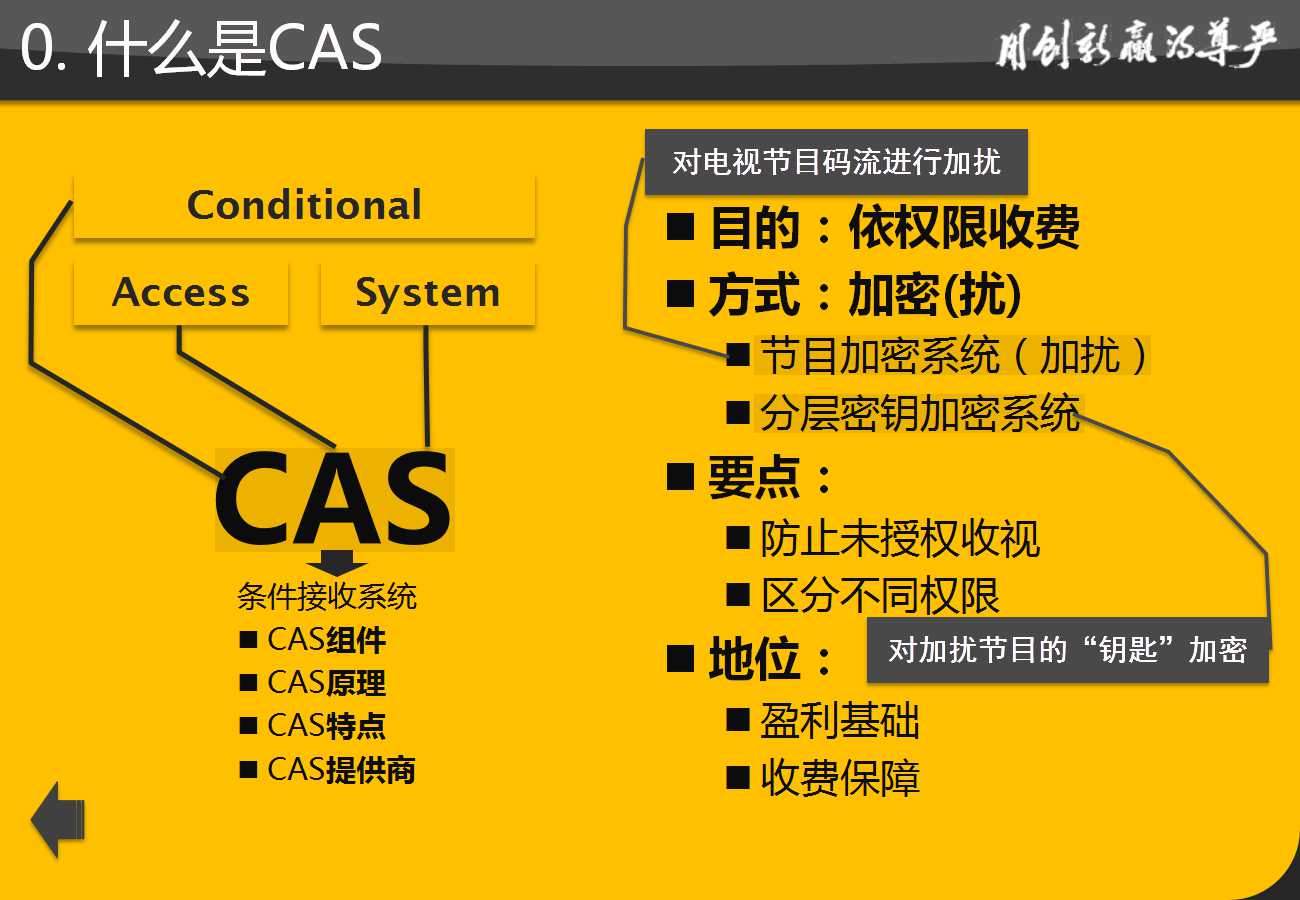 0. 什么是CAS
用创新赢得尊严
Conditional
Access
System
CAS
条件接收系统
CAS组件
CAS原理
CAS特点
CAS提供商
对电视节目码流进行加扰
目的：依权限收费
方式：加密(扰)
节目加密系统（加扰）
分层密钥加密系统
要点：
防止未授权收视
区分不同权限
地位：
对加扰节目的“钥匙”加密
盈利基础
收费保障